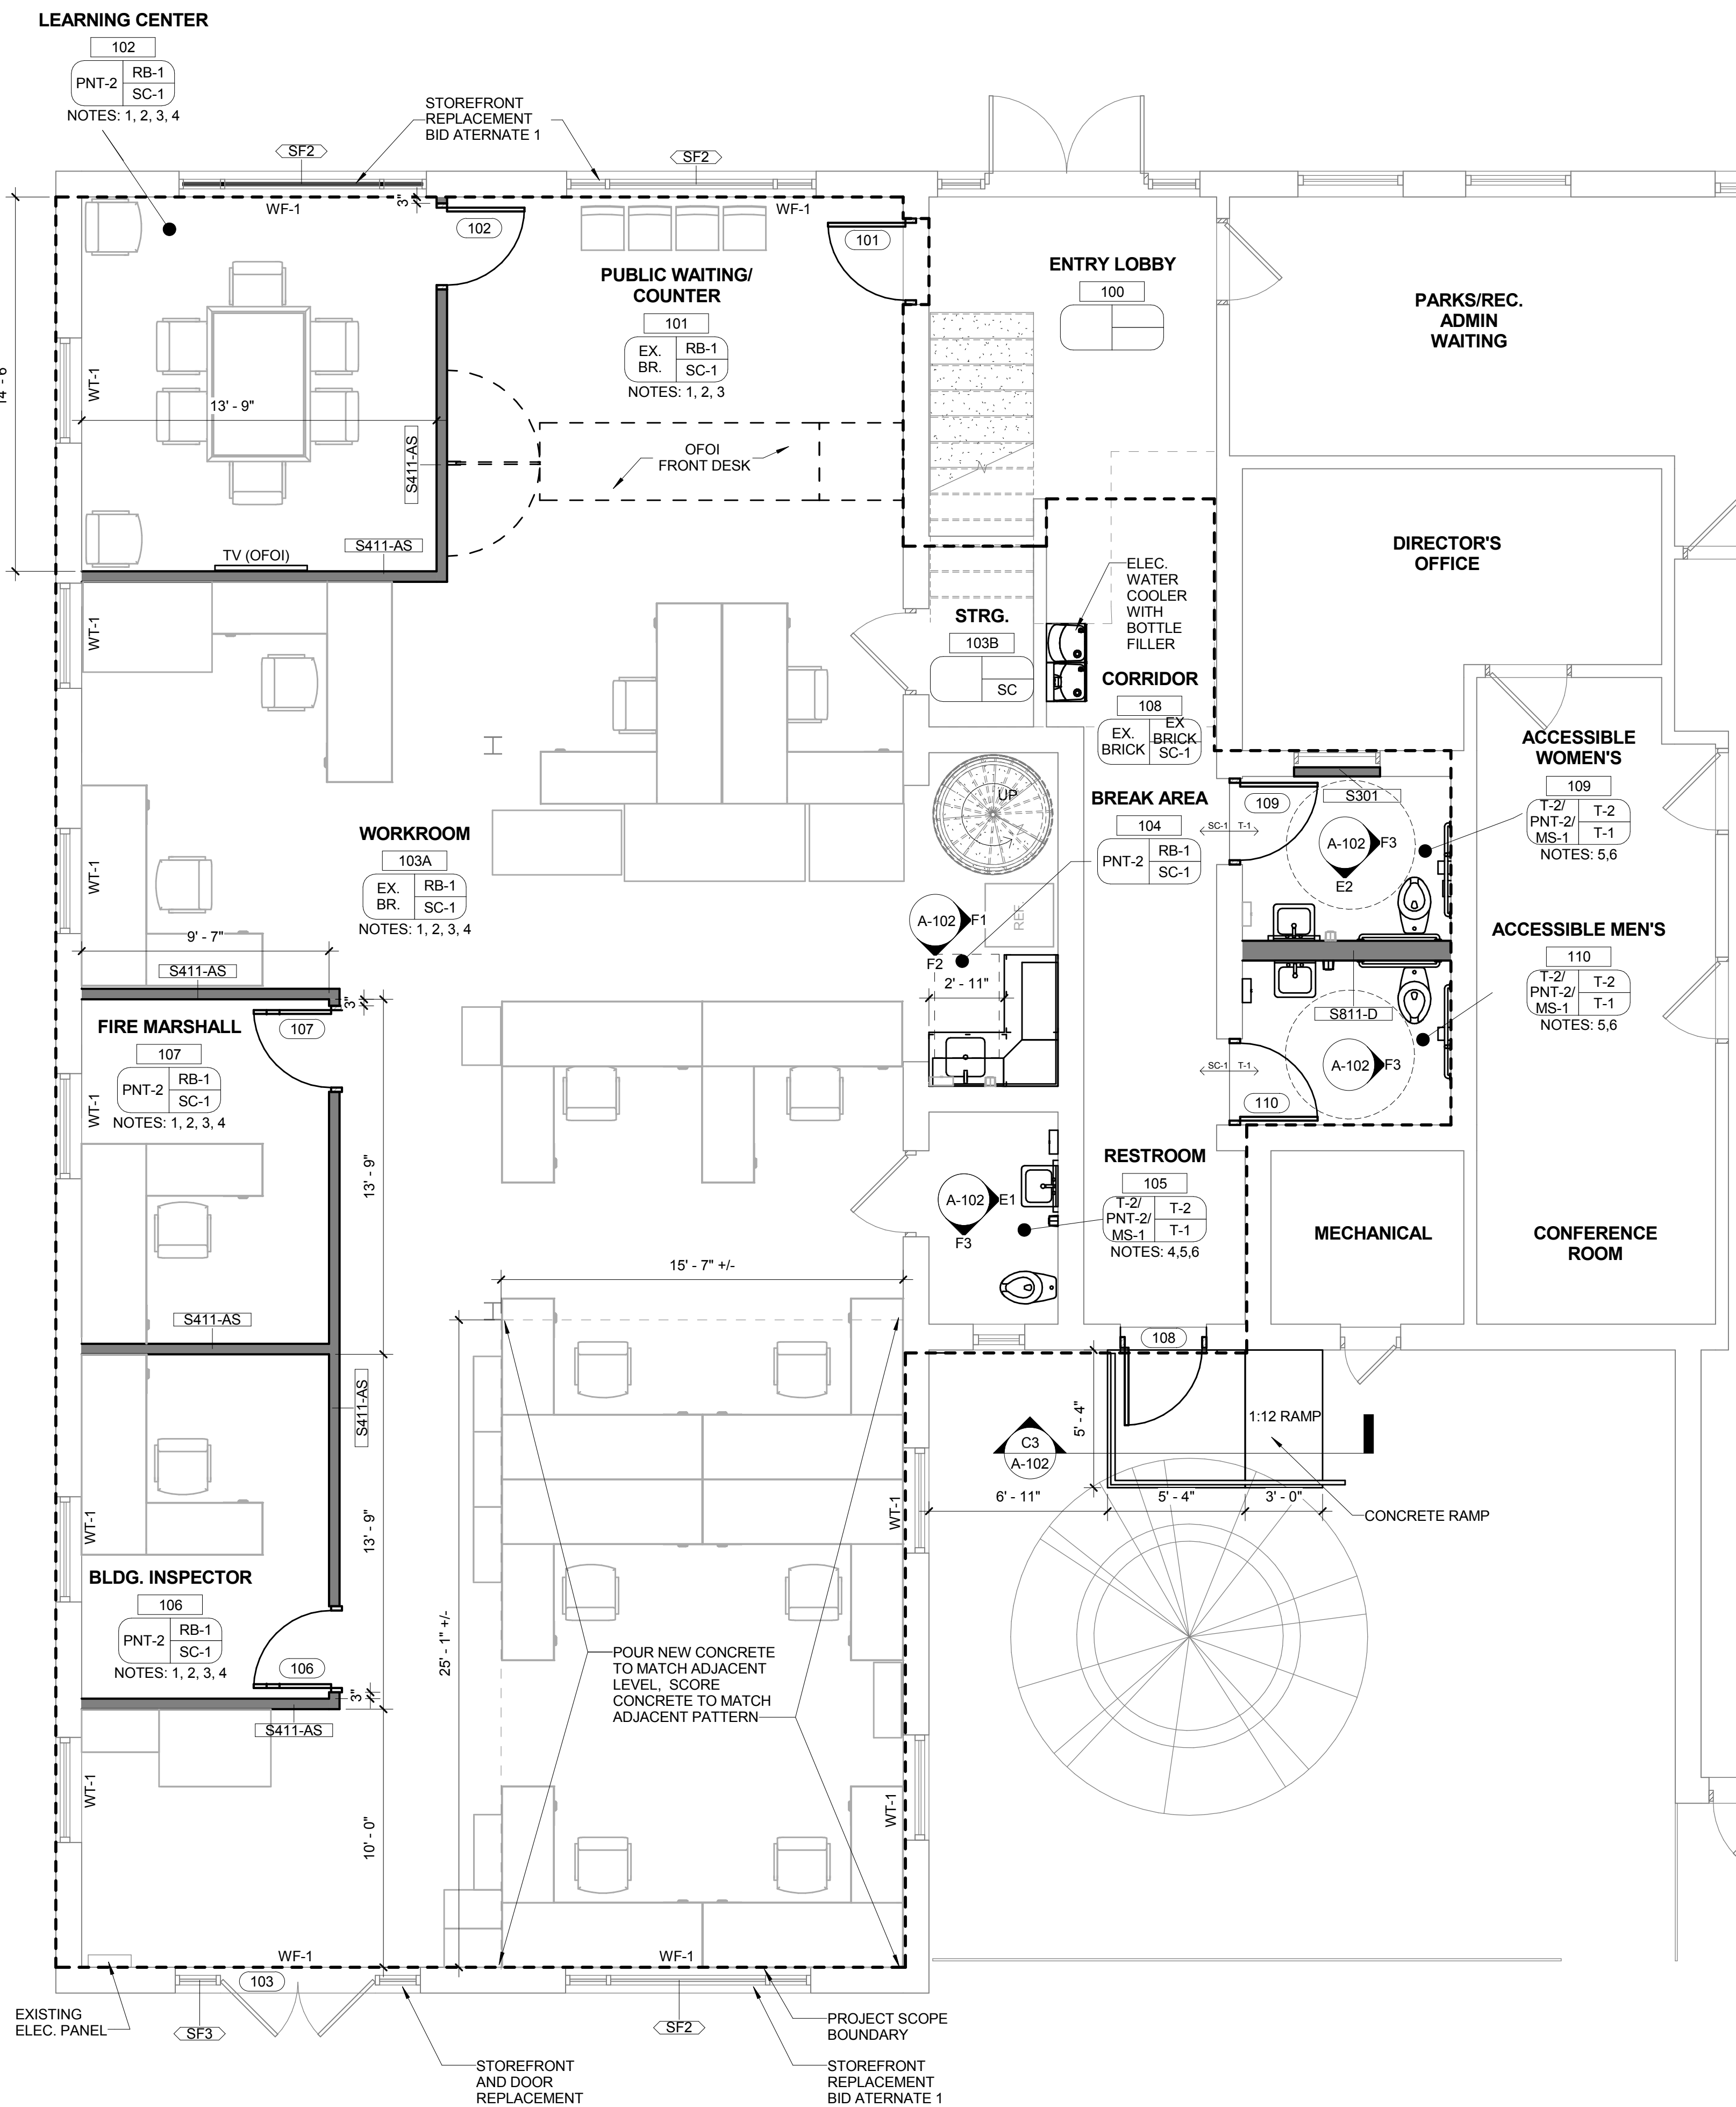 LEARNING CENTER
102
PNT-2
RB-1
SC-1
NOTES: 1, 2, 3, 4
STOREFRONT
REPLACEMENT
BID ATERNATE 1
SF2
SF2
WF-1
3"
102
WF-1
101
PUBLIC WAITING/
COUNTER
101
EX.
BR.
RB-1
SC-1
NOTES: 1, 2, 3
ENTRY LOBBY
100
PARKS/REC.
ADMIN
WAITING
14' - 6"
WT-1
13' - 9"
S411-AS
OFOI
FRONT DESK
TV (OFOI)
S411-AS
DIRECTOR'S
OFFICE
ELEC.
WATER
COOLER
WITH
BOTTLE
FILLER
WT-1
STRG.
103B
SC
CORRIDOR
108
EX.
BRICK
EX
BRICK
SC-1
ACCESSIBLE
WOMEN'S
109
T-2/
PNT-2/
MS-1
T-2
T-1
NOTES: 5,6
S301
109
UP
BREAK AREA
104
PNT-2
RB-1
SC-1
SC-1
T-1
A-102
F3
E2
WORKROOM
103A
EX.
BR.
RB-1
SC-1
NOTES: 1, 2, 3, 4
WT-1
9' - 7"
S411-AS
A-102
F1
F2
REF
2' - 11"
ACCESSIBLE MEN'S
110
T-2/
PNT-2/
MS-1
T-2
T-1
NOTES: 5,6
S811-D
3"
FIRE MARSHALL
107
107
PNT-2
RB-1
SC-1
NOTES: 1, 2, 3, 4
WT-1
SC-1
T-1
A-102
F3
110
13' - 9"
RESTROOM
105
T-2/
PNT-2/
MS-1
T-2
T-1
NOTES: 4,5,6
A-102
E1
F3
MECHANICAL
CONFERENCE
ROOM
15' - 7" +/-
S411-AS
108
S411-AS
5' - 4"
1:12 RAMP
C3
A-102
6' - 11"
5' - 4"
3' - 0"
CONCRETE RAMP
WT-1
WT-1
13' - 9"
BLDG. INSPECTOR
106
PNT-2
RB-1
SC-1
NOTES: 1, 2, 3, 4
106
3"
25' - 1" +/-
POUR NEW CONCRETE
TO MATCH ADJACENT
LEVEL, SCORE
CONCRETE TO MATCH
ADJACENT PATTERN
S411-AS
WT-1
WT-1
10' - 0"
WF-1
WF-1
103
EXISTING
ELEC. PANEL
SF3
SF2
PROJECT SCOPE
BOUNDARY
STOREFRONT
AND DOOR
REPLACEMENT
STOREFRONT
REPLACEMENT
BID ATERNATE 1